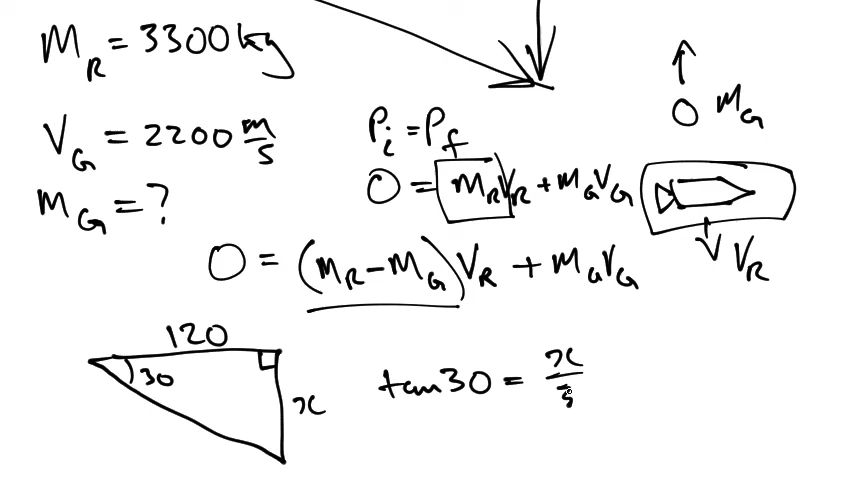 M_R = 3300 kg
V_G = 2200 m/s
M_G = ?
P_i = P_f
0 = m_R V_R + m_G V_G
0 = (m_R - m_G) V_R + m_G V_G
m_G
V_R
120
30
x
tan 30 = x/